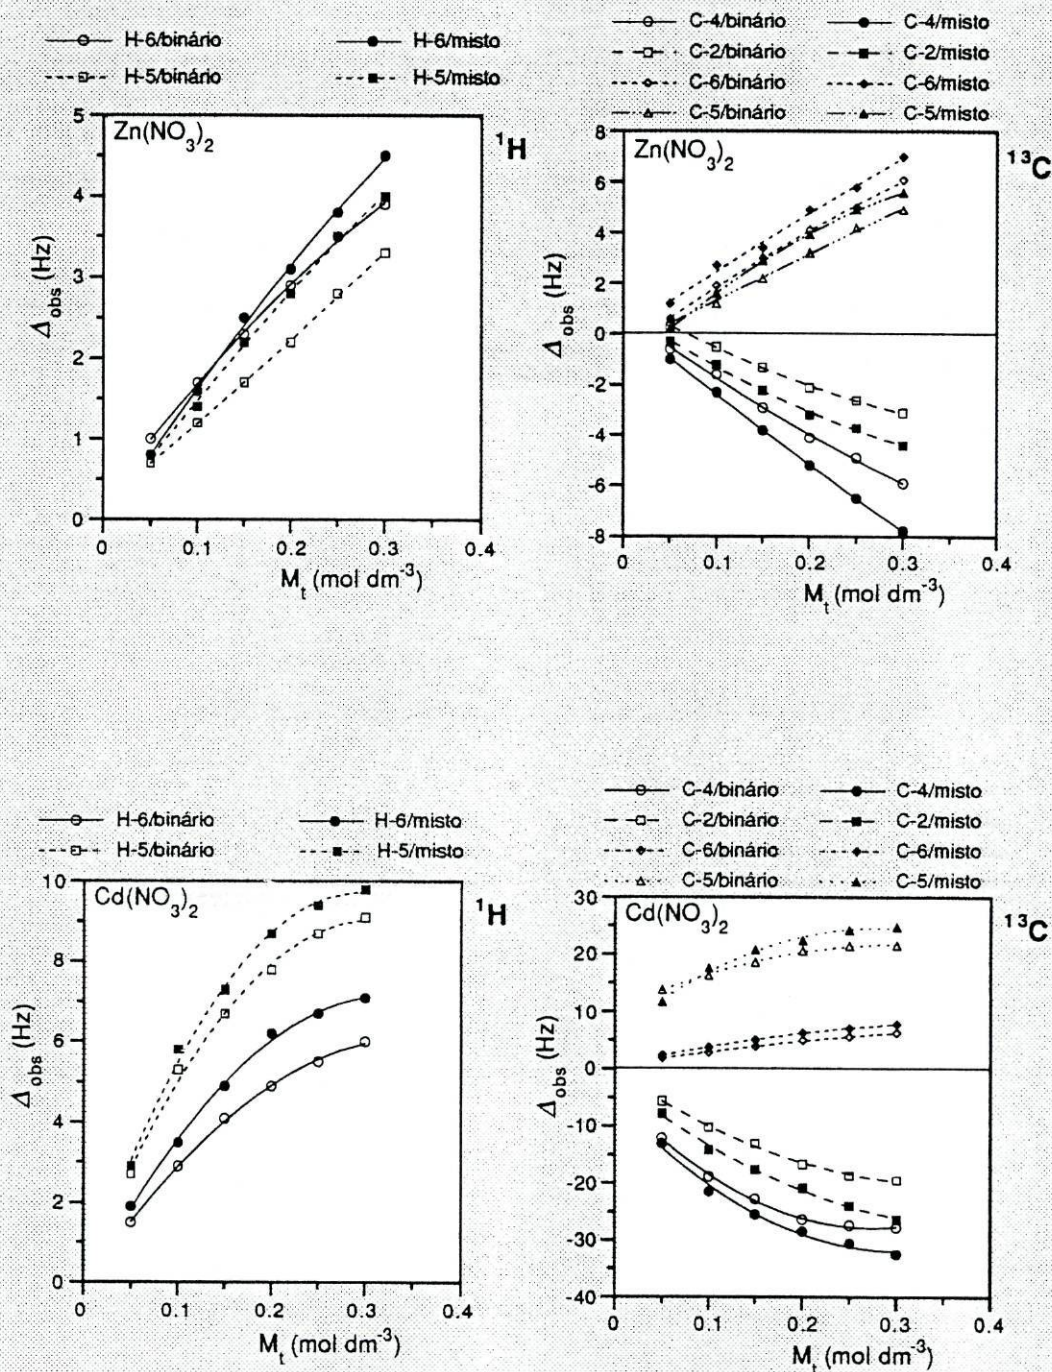 H-6/binário H-6/misto
H-5/binário H-5/misto
5
4
3
2
1
0
Δobs (Hz)
Zn(NO3)2
1H
0 0.1 0.2 0.3 0.4
Mt (mol dm-3)
C-4/binário C-4/misto
C-2/binário C-2/misto
C-6/binário C-6/misto
C-5/binário C-5/misto
8
6
4
2
0
-2
-4
-6
-8
Δobs (Hz)
Zn(NO3)2
13C
0 0.1 0.2 0.3 0.4
Mt (mol dm-3)
H-6/binário H-6/misto
H-5/binário H-5/misto
10
8
6
4
2
0
Δobs (Hz)
Cd(NO3)2
1H
0 0.1 0.2 0.3 0.4
Mt (mol dm-3)
C-4/binário C-4/misto
C-2/binário C-2/misto
C-6/binário C-6/misto
C-5/binário C-5/misto
30
20
10
0
-10
-20
-30
-40
Δobs (Hz)
Cd(NO3)2
13C
0 0.1 0.2 0.3 0.4
Mt (mol dm-3)